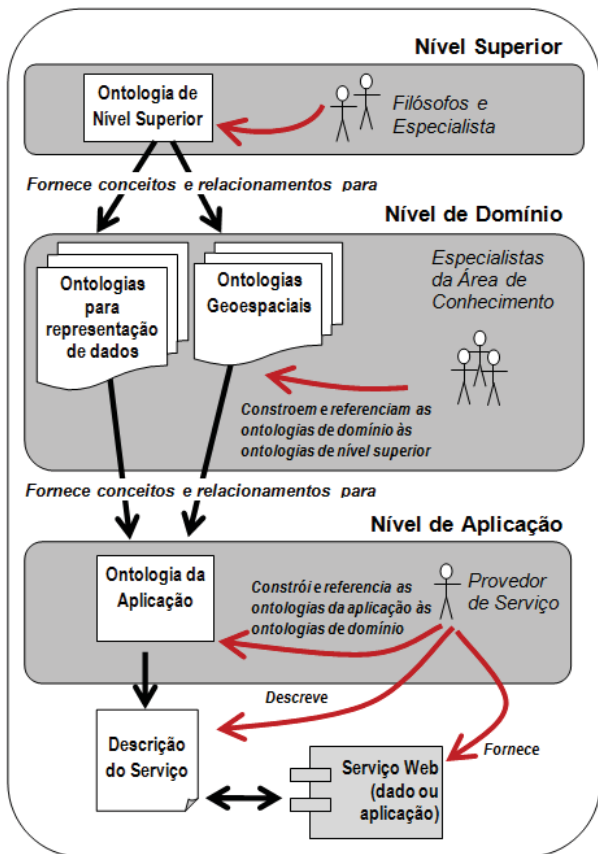 Nível Superior
Ontologia de
Nível Superior
Filósofos e
Especialista
Fornece conceitos e relacionamentos para
Nível de Domínio
Ontologias
para
representação
de dados
Ontologias
Geoespaciais
Especialistas
da Área de
Conhecimento
Constroem e referenciam as
ontologias de domínio às
ontologias de nível superior
Fornece conceitos e relacionamentos para
Nível de Aplicação
Ontologia da
Aplicação
Constrói e referencia as
ontologias da aplicação às
ontologias de domínio
Provedor
de Serviço
Descreve
Fornece
Descrição
do Serviço
Serviço Web
(dado ou
aplicação)